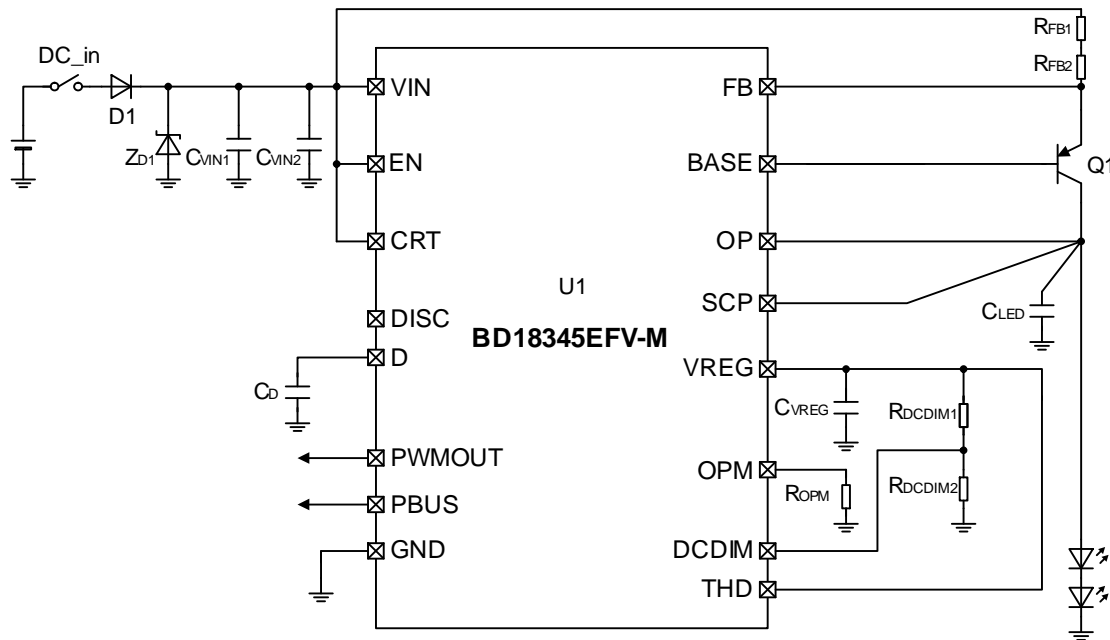 DC_in
D1
ZD1
CVIN1
CVIN2
VIN
EN
CRT
DISC
D
CD
PWMOUT
PBUS
GND
U1
BD18345EFV-M
FB
BASE
OP
SCP
VREG
OPM
DCDIM
THD
RFB1
RFB2
Q1
CLED
CVREG
RDCDIM1
RDCDIM2
ROPM